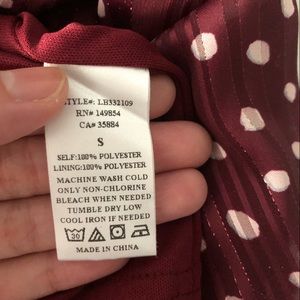 STYLE#: LB332109
RN# 149854
CA# 35884
S
SELF:100% POLYESTER
LINING:100% POLYESTER
MACHINE WASH COLD
ONLY NON-CHLORINE
BLEACH WHEN NEEDED
TUMBLE DRY LOW
COOL IRON IF NEEDED
30
MADE IN CHINA